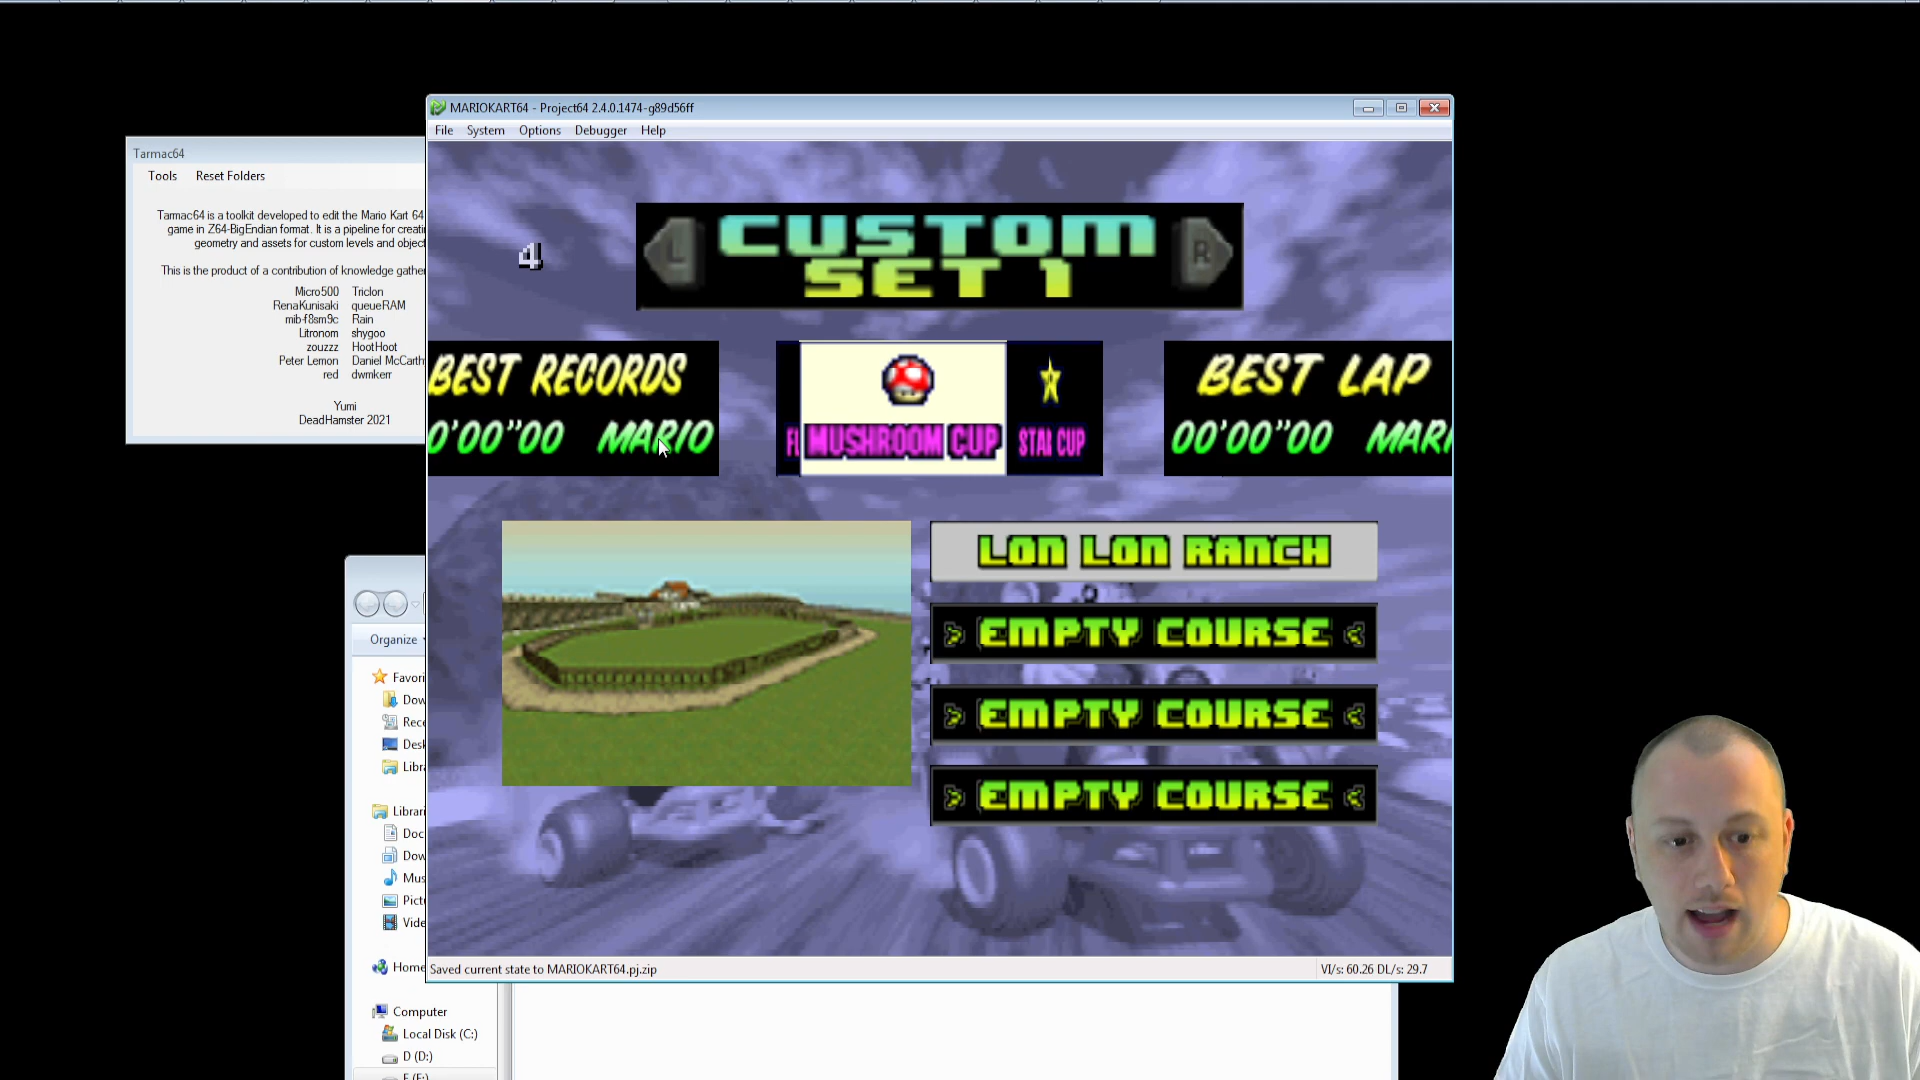 MARIOKART64 - Project64 2.4.0.1474-g89d56ff
File System Options Debugger Help
Tarmac64
Tools Reset Folders
Tarmac64 is a toolkit developed to edit the Mario Kart 64
game in Z64-BigEndian format. It is a pipeline for
geometry and assets for custom levels and
This is the product of a contribution of knowledge
Micro500 Triclon
RenaKunisaki queueRAM
mib-f8sm9c Rain
Litronom shygoo
zouzzz HootHoot
Peter Lemon Daniel
red dwmkerr
Yumi
DeadHamster 2021
4
L CUSTOM R
SET 1
BEST RECORDS
0'00"00 MARIO
MUSHROOM CUP
STAR CUP
BEST LAP
00'00"00
LON LON RANCH
EMPTY COURSE
EMPTY COURSE
EMPTY COURSE
Saved current state to MARIOKART64.pj.zip
VI/s: 60.26 DL/s: 29.7
Organize
Home
Computer
Local Disk (C:)
D (D:)